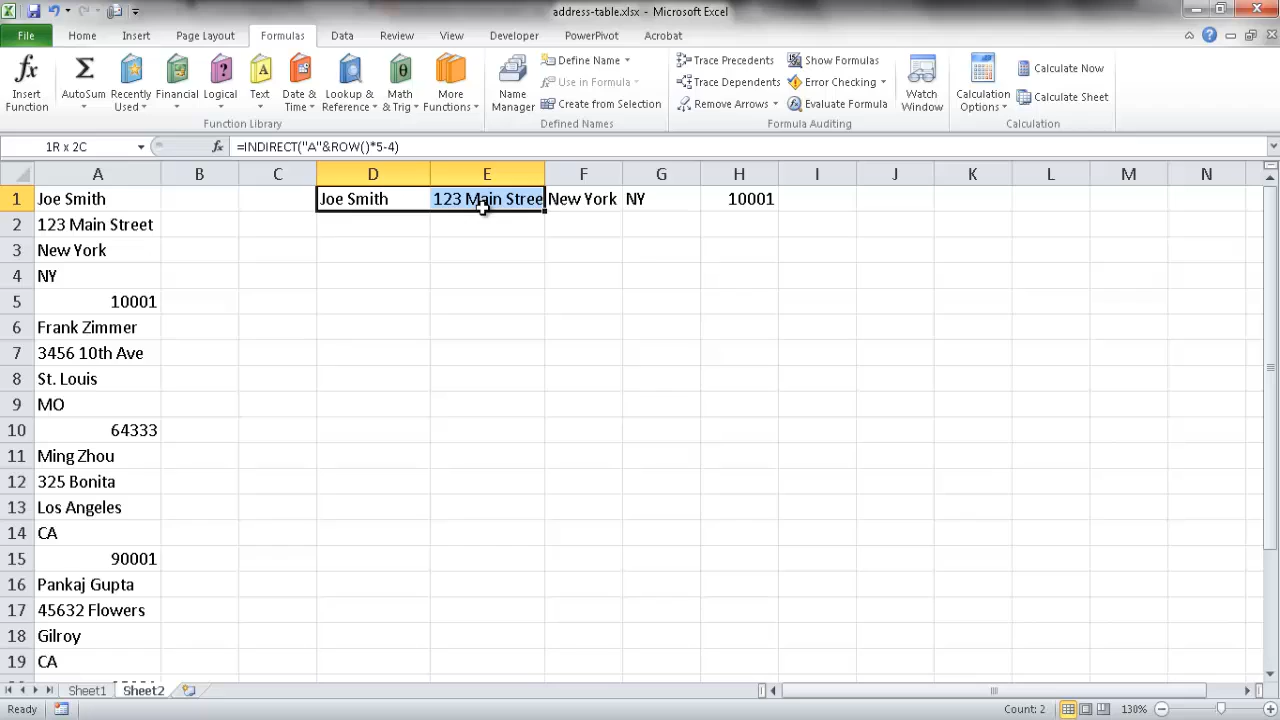 address-table.xlsx - Microsoft Excel
File Home Insert Page Layout Formulas Data Review View Developer PowerPivot Acrobat
fx Insert Function
Σ AutoSum
Recently Used
Financial
? Logical
A Text
Date & Time
Lookup & Reference
θ Math & Trig
More Functions
Function Library
Name Manager
Define Name
Use in Formula
Create from Selection
Defined Names
Trace Precedents
Trace Dependents
Remove Arrows
Show Formulas
Error Checking
Evaluate Formula
Formula Auditing
Watch Window
Calculation Options
Calculate Now
Calculate Sheet
Calculation
1R x 2C fx =INDIRECT("A"&ROW()*5-4)
A B C D E F G H I J K L M N
1 Joe Smith Joe Smith 123 Main Stree New York NY 10001
2 123 Main Street
3 New York
4 NY
5 10001
6 Frank Zimmer
7 3456 10th Ave
8 St. Louis
9 MO
10 64333
11 Ming Zhou
12 325 Bonita
13 Los Angeles
14 CA
15 90001
16 Pankaj Gupta
17 45632 Flowers
18 Gilroy
19 CA
Sheet1 Sheet2
Ready Count: 2 130%